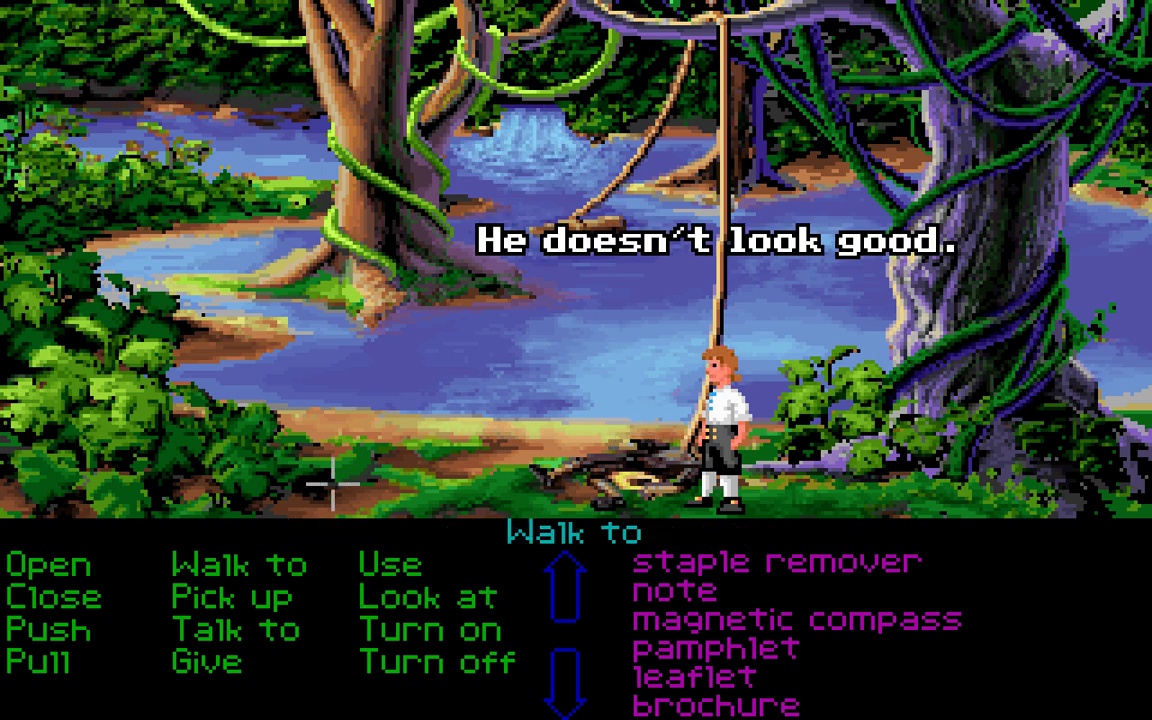 He doesn't look good.
Walk to
Open Walk to Use
Close Pick up Look at
Push Talk to Turn on
Pull Give Turn off
staple remover
note
magnetic compass
pamphlet
leaflet
brochure